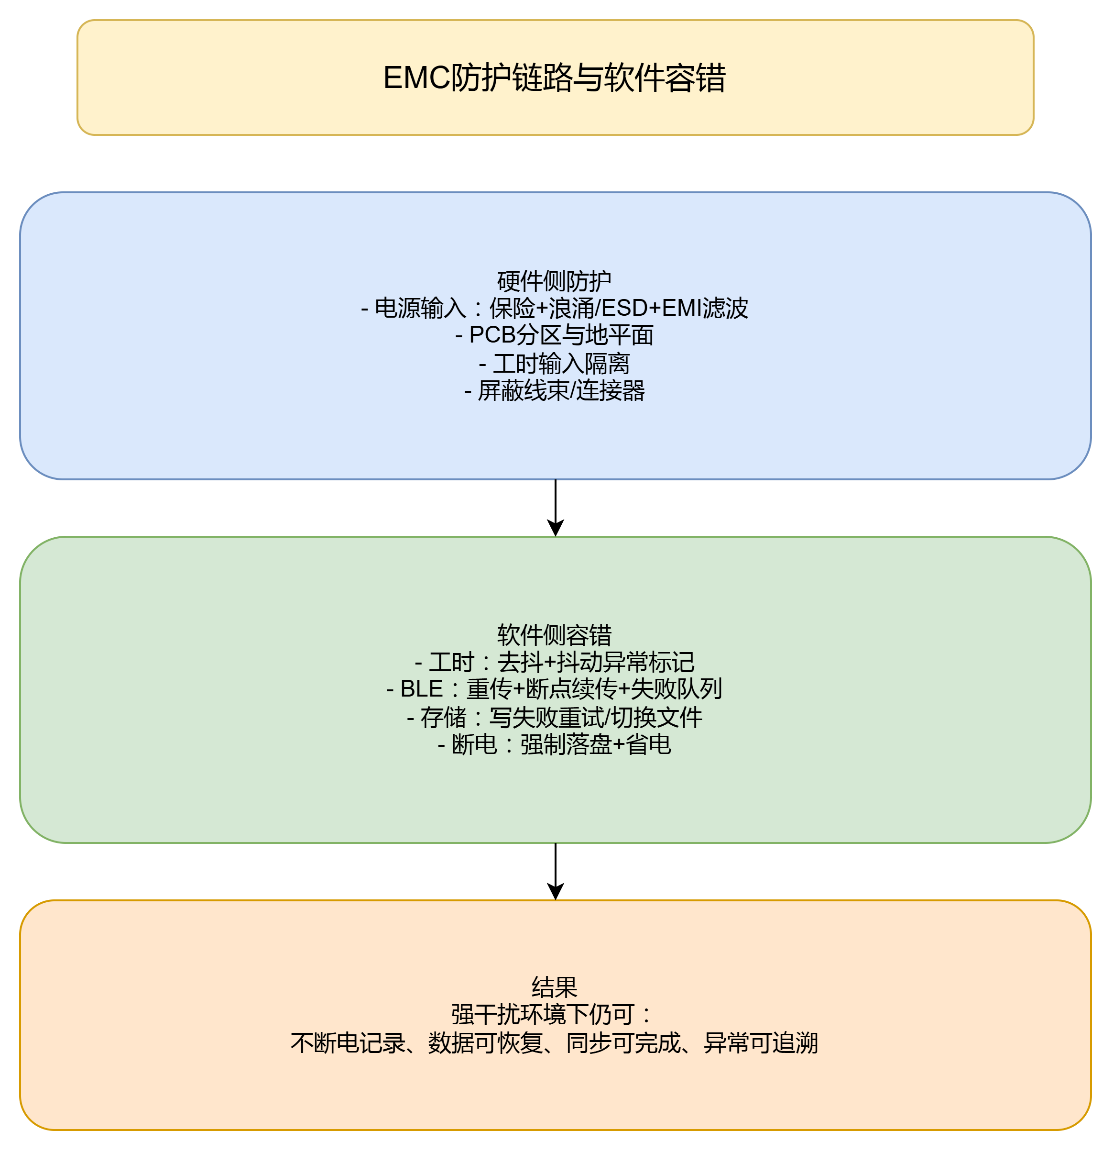 EMC防护链路与软件容错
硬件侧防护
- 电源输入：保险+浪涌/ESD+EMI滤波
- PCB分区与地平面
- 工时输入隔离
- 屏蔽线束/连接器
软件侧容错
- 工时：去抖+抖动异常标记
- BLE：重传+断点续传+失败队列
- 存储：写失败重试/切换文件
- 断电：强制落盘+省电
结果
强干扰环境下仍可：
不断电记录、数据可恢复、同步可完成、异常可追溯